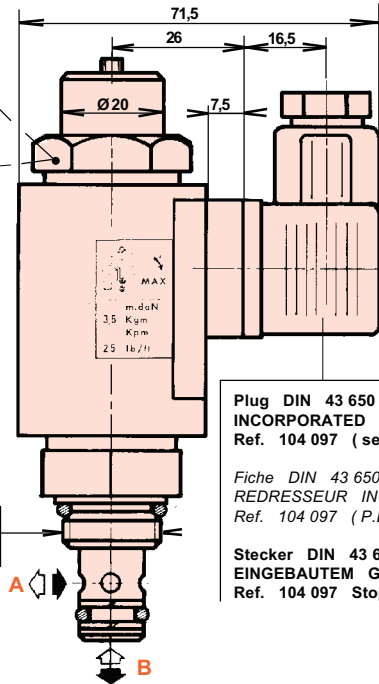 71,5
26
16,5
Ø 20
7,5
MAX
m.daN
3,5 Kgm
Kpm
25 lb/ft
Plug DIN 43 650
INCORPORATED
Ref. 104 097 ( se
Fiche DIN 43 650
REDRESSEUR IN
Ref. 104 097 ( P.
Stecker DIN 43 6
EINGEBAUTEM G
Ref. 104 097 Sto
A
B